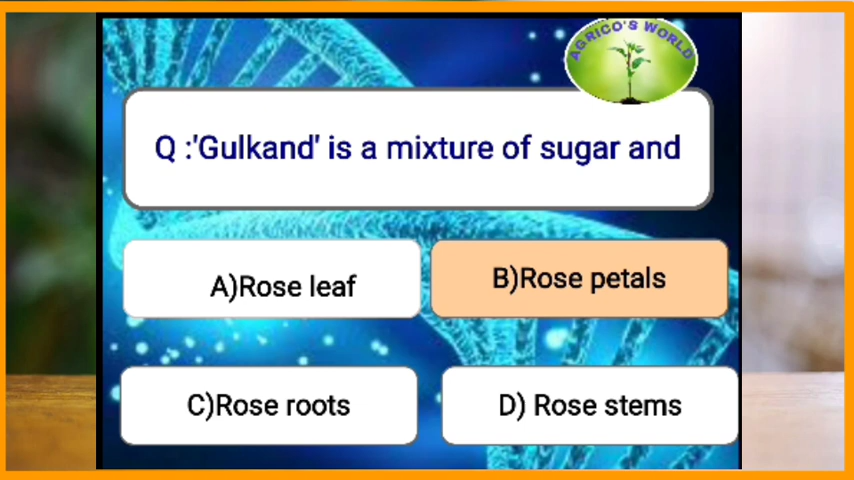 AGRICO'S WORLD
Q :'Gulkand' is a mixture of sugar and
A)Rose leaf
B)Rose petals
C)Rose roots
D) Rose stems